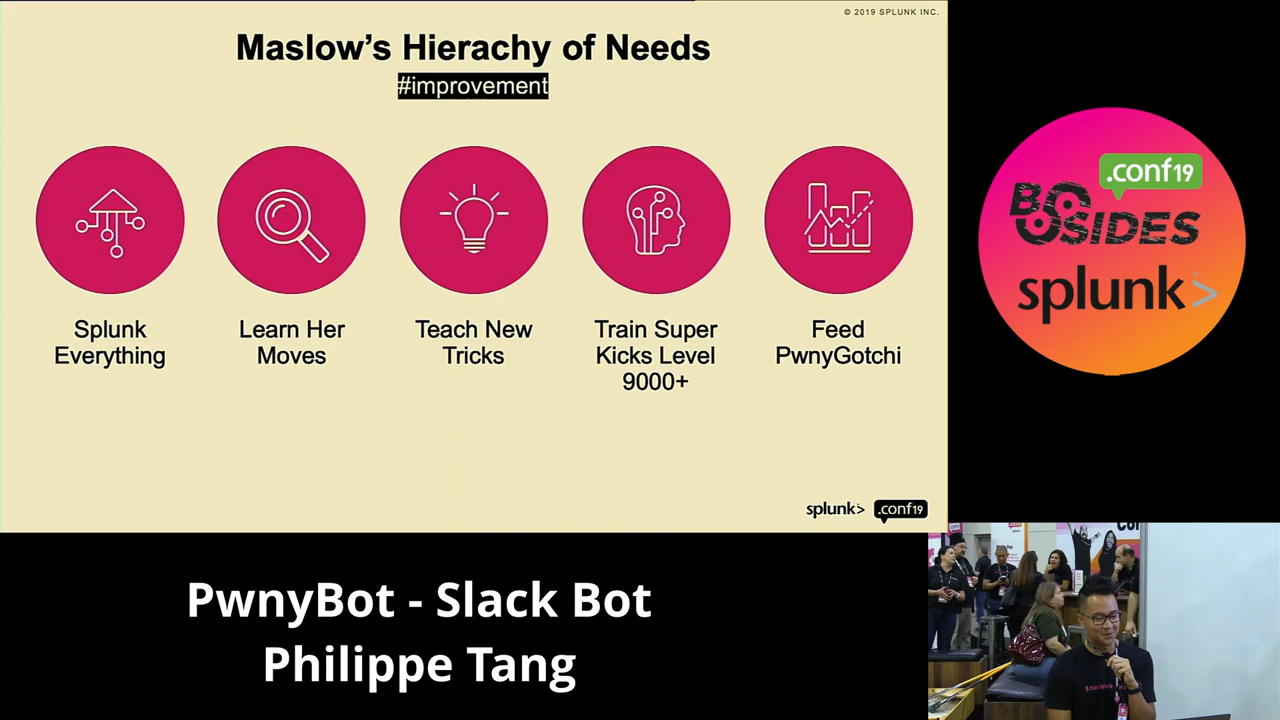 © 2019 SPLUNK INC.
Maslow’s Hierachy of Needs
#improvement
Splunk
Everything
Learn Her
Moves
Teach New
Tricks
Train Super
Kicks Level
9000+
Feed
PwnyGotchi
splunk> .conf19
.conf19
BOSSIDES
splunk>
PwnyBot - Slack Bot
Philippe Tang